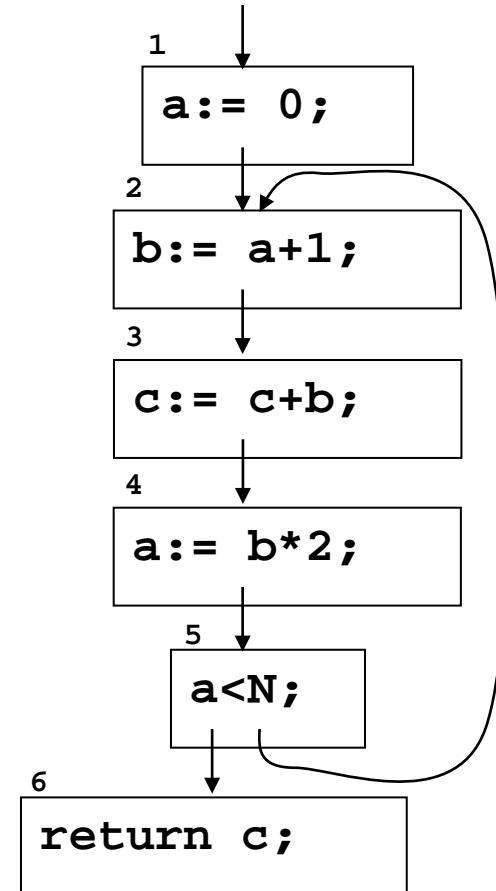 1
a:= 0;
2
b:= a+1;
3
c:= c+b;
4
a:= b*2;
5
a<N;
6
return c;